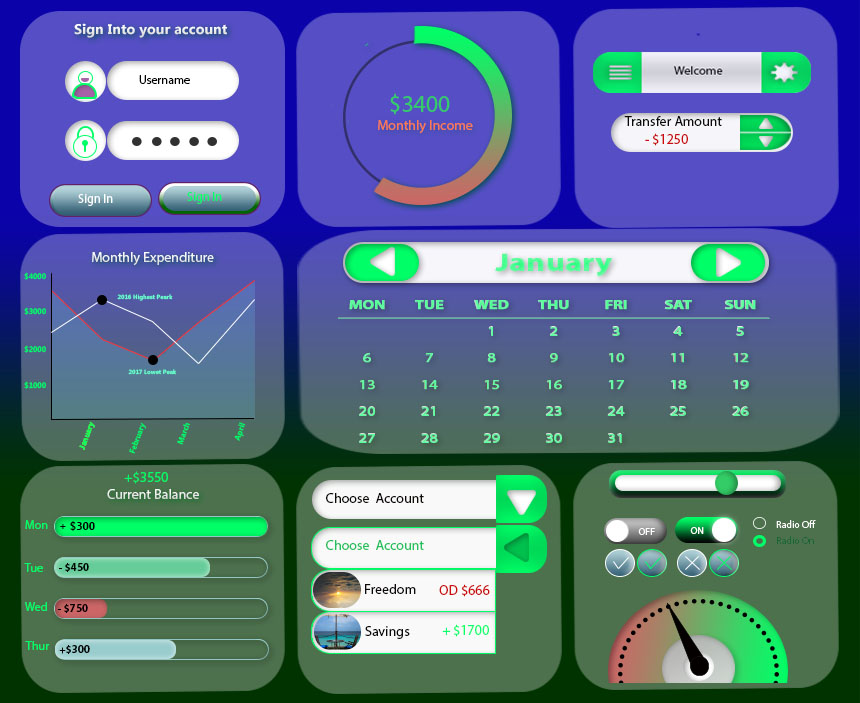 Sign Into your account
Username
Sign In
Sign In
$3400
Monthly Income
Welcome
Transfer Amount
- $1250
Monthly Expenditure
$4000
$3000
$2000
$1000
2016 Highest Peark
2017 Lowet Peak
January
February
March
April
January
MON TUE WED THU FRI SAT SUN
1 2 3 4 5
6 7 8 9 10 11 12
13 14 15 16 17 18 19
20 21 22 23 24 25 26
27 28 29 30 31
+$3550
Current Balance
Mon + $300
Tue - $450
Wed - $750
Thur +$300
Choose Account
Choose Account
Freedom OD $666
Savings + $1700
OFF
ON
Radio Off
Radio On